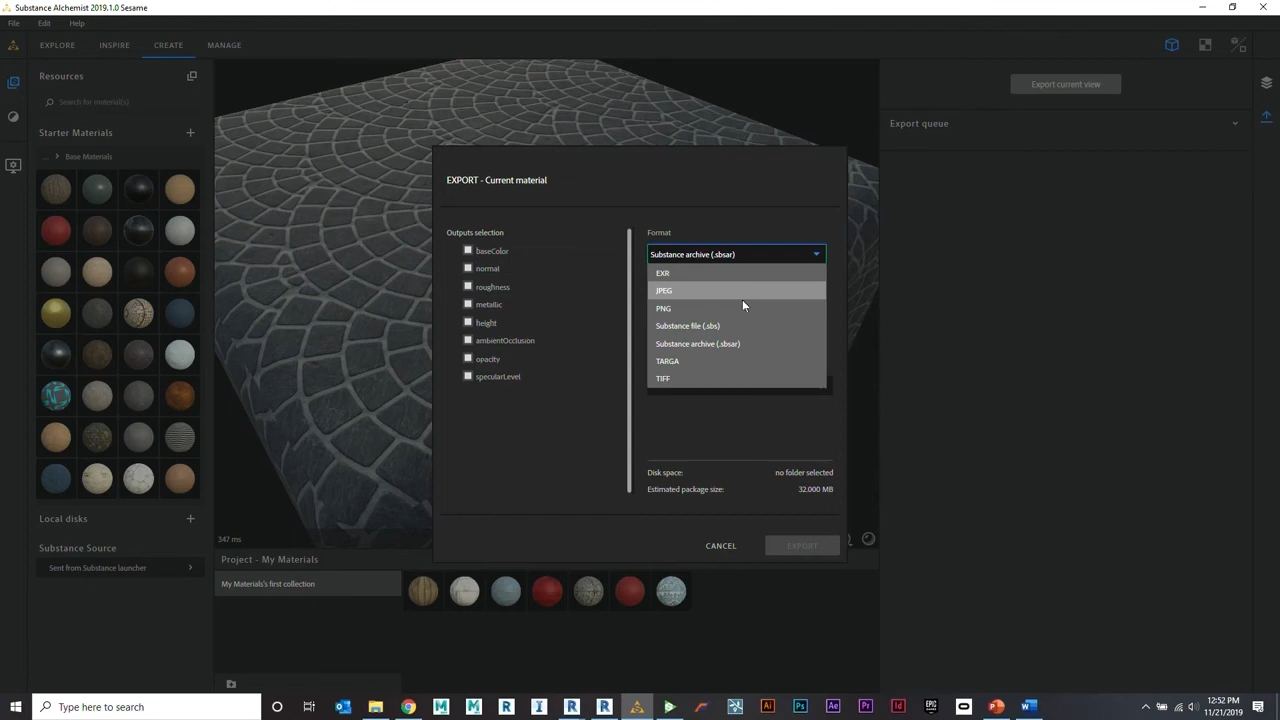 Substance Alchemist 2019.1.0 Sesame
File Edit Help
EXPLORE INSPIRE CREATE MANAGE
Resources
Search for material(s)
Starter Materials
... Base Materials
Local disks
Substance Source
Sent from Substance launcher
347 ms
Project - My Materials
My Materials's first collection
EXPORT - Current material
Outputs selection
baseColor
normal
roughness
metallic
height
ambientOcclusion
opacity
specularLevel
Format
Substance archive (.sbsar)
EXR
JPEG
PNG
Substance file (.sbs)
Substance archive (.sbsar)
TARGA
TIFF
Disk space: no folder selected
Estimated package size: 32.000 MB
CANCEL EXPORT
Export current view
Export queue
Type here to search
12:52 PM
11/21/2019